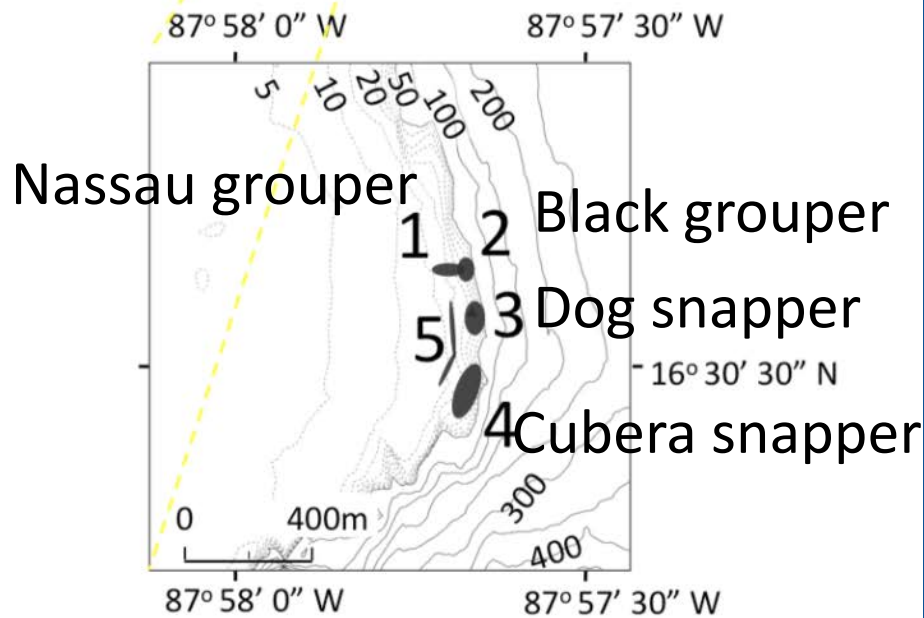 87° 58’ 0” W 87° 57’ 30” W
5 10 20 50 100 200
Nassau grouper
1 2 Black grouper
3 Dog snapper
5
16° 30’ 30” N
4 Cubera snapper
300
0 400m
400
87° 58’ 0” W 87° 57’ 30” W